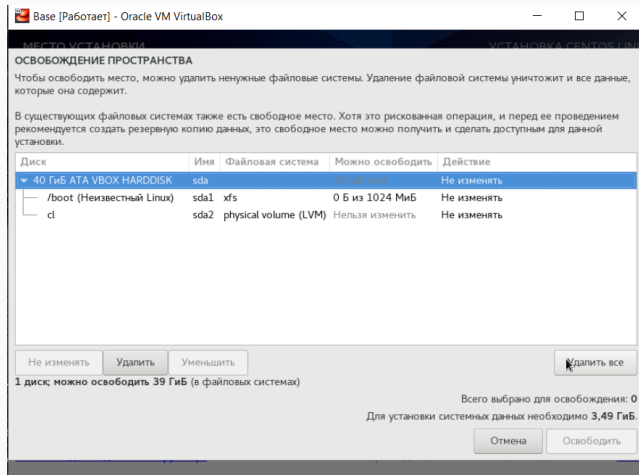 Base [Работает] - Oracle VM VirtualBox
МЕСТО УСТАНОВКИ УСТАНОВКА CENTOS LIN
ОСВОБОЖДЕНИЕ ПРОСТРАНСТВА
Чтобы освободить место, можно удалить ненужные файловые системы. Удаление файловой системы уничтожит и все данные,
которые она содержит.
В существующих файловых системах также есть свободное место. Хотя это рискованная операция, и перед ее проведением
рекомендуется создать резервную копию данных, это свободное место можно получить и сделать доступным для данной
установки.
Диск Имя Файловая система Можно освободить Действие
40 ГиБ ATA VBOX HARDDISK sda Не изменять
/boot (Неизвестный Linux) sda1 xfs 0 Б из 1024 МиБ Не изменять
cl sda2 physical volume (LVM) Нельзя изменить Не изменять
Не изменять Удалить Уменьшить Удалить все
1 диск; можно освободить 39 ГиБ (в файловых системах)
Всего выбрано для освобождения: 0
Для установки системных данных необходимо 3,49 ГиБ.
Отмена Освободить